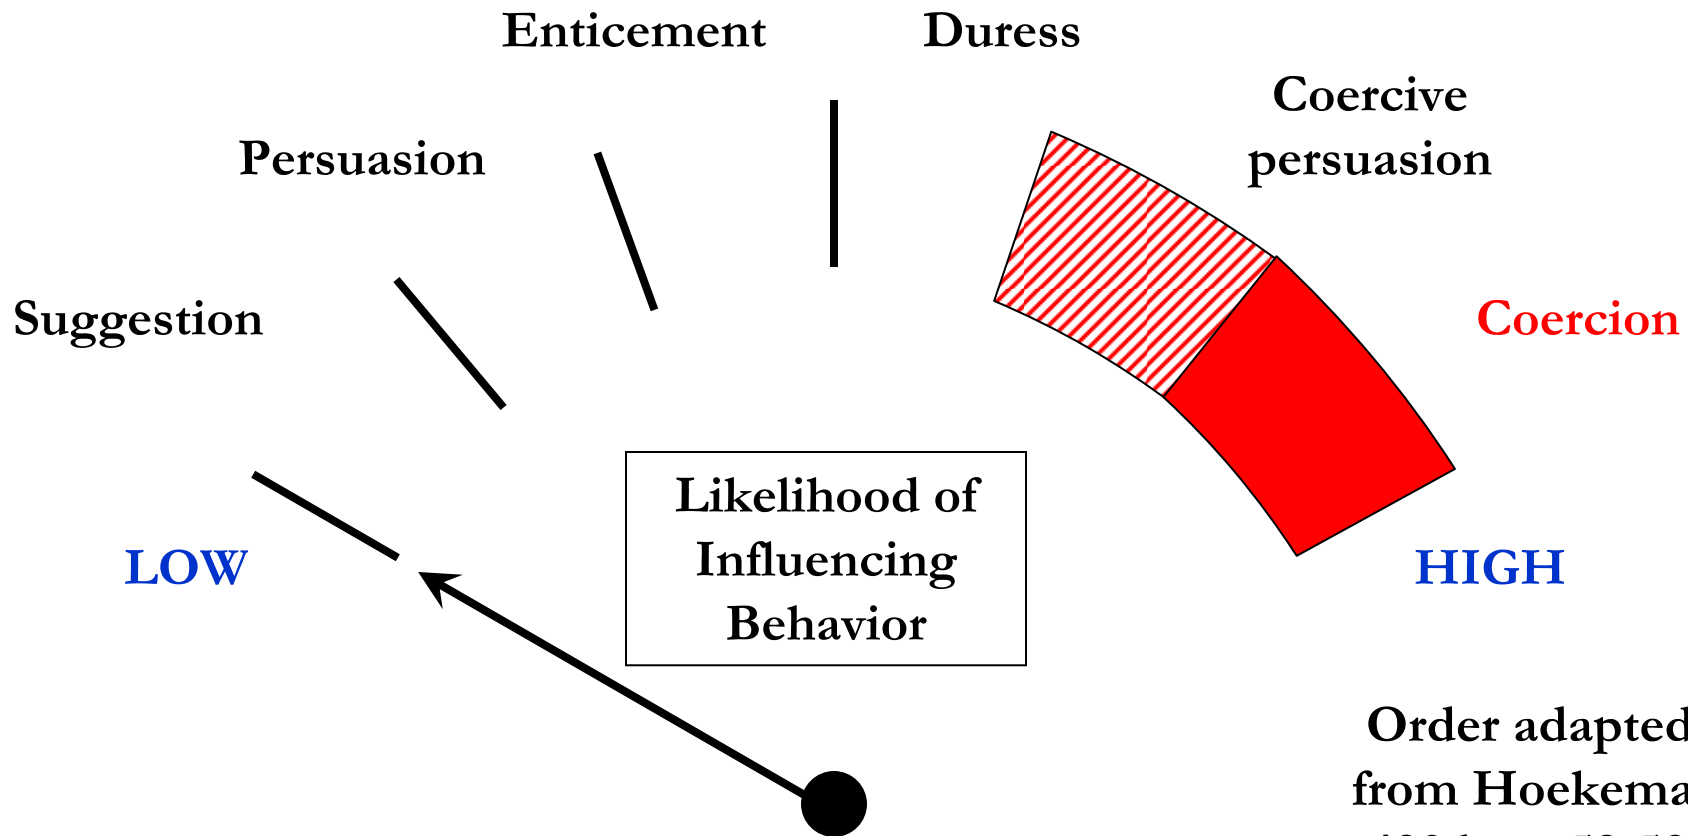 Enticement
Duress
Coercive
persuasion
Persuasion
Suggestion
Coercion
Likelihood of
Influencing
Behavior
LOW
HIGH
Order adapted
from Hoekema